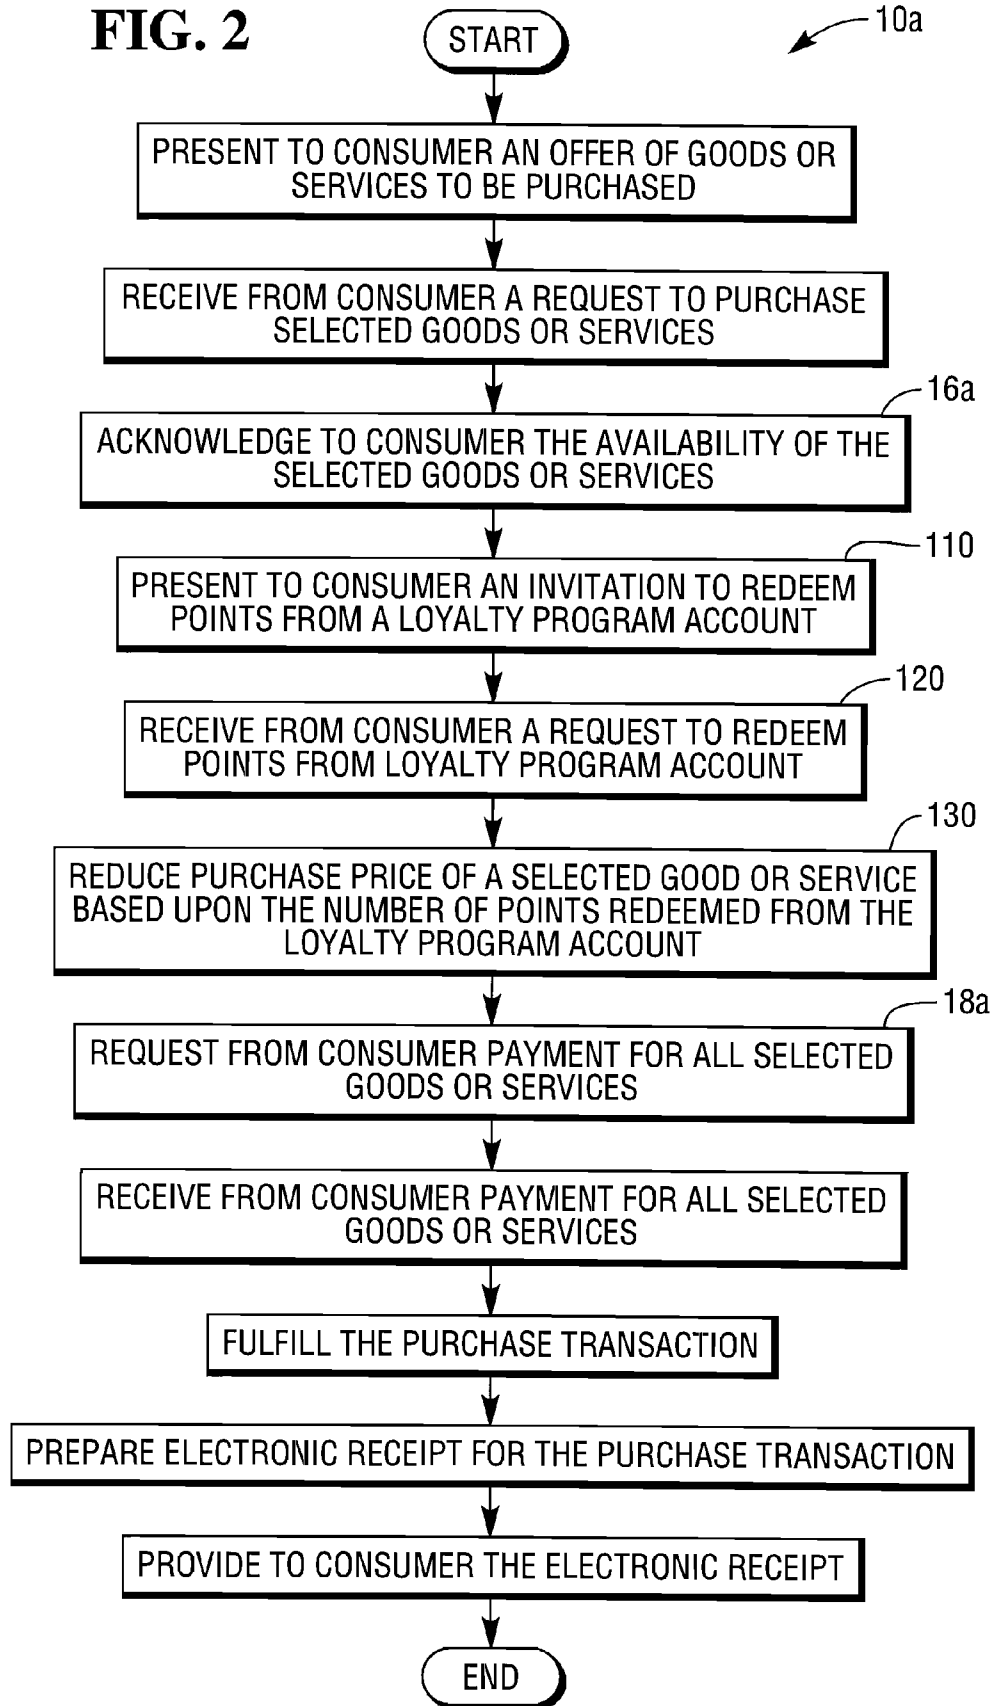 FIG. 2
START
10a
PRESENT TO CONSUMER AN OFFER OF GOODS OR
SERVICES TO BE PURCHASED
RECEIVE FROM CONSUMER A REQUEST TO PURCHASE
SELECTED GOODS OR SERVICES
16a
ACKNOWLEDGE TO CONSUMER THE AVAILABILITY OF THE
SELECTED GOODS OR SERVICES
110
PRESENT TO CONSUMER AN INVITATION TO REDEEM
POINTS FROM A LOYALTY PROGRAM ACCOUNT
120
RECEIVE FROM CONSUMER A REQUEST TO REDEEM
POINTS FROM LOYALTY PROGRAM ACCOUNT
130
REDUCE PURCHASE PRICE OF A SELECTED GOOD OR SERVICE
BASED UPON THE NUMBER OF POINTS REDEEMED FROM THE
LOYALTY PROGRAM ACCOUNT
18a
REQUEST FROM CONSUMER PAYMENT FOR ALL SELECTED
GOODS OR SERVICES
RECEIVE FROM CONSUMER PAYMENT FOR ALL SELECTED
GOODS OR SERVICES
FULFILL THE PURCHASE TRANSACTION
PREPARE ELECTRONIC RECEIPT FOR THE PURCHASE TRANSACTION
PROVIDE TO CONSUMER THE ELECTRONIC RECEIPT
END